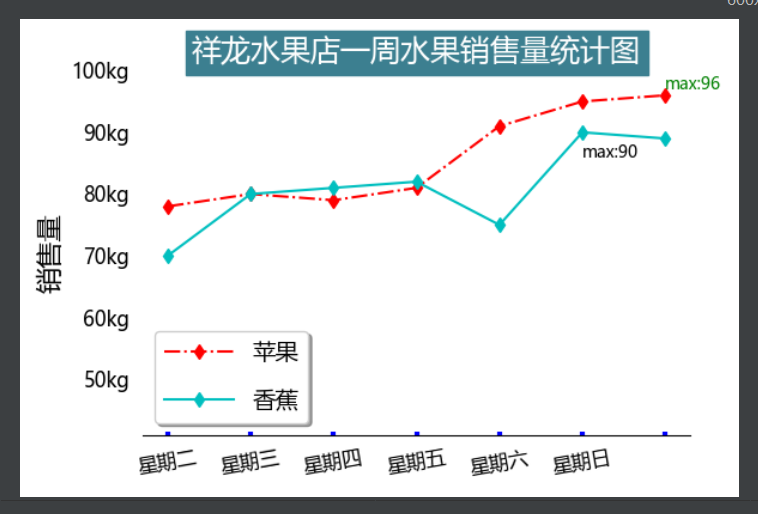 祥龙水果店一周水果销售量统计图
100kg
90kg
80kg
70kg
60kg
50kg
销售量
max:96
max:90
苹果
香蕉
星期二
星期三
星期四
星期五
星期六
星期日